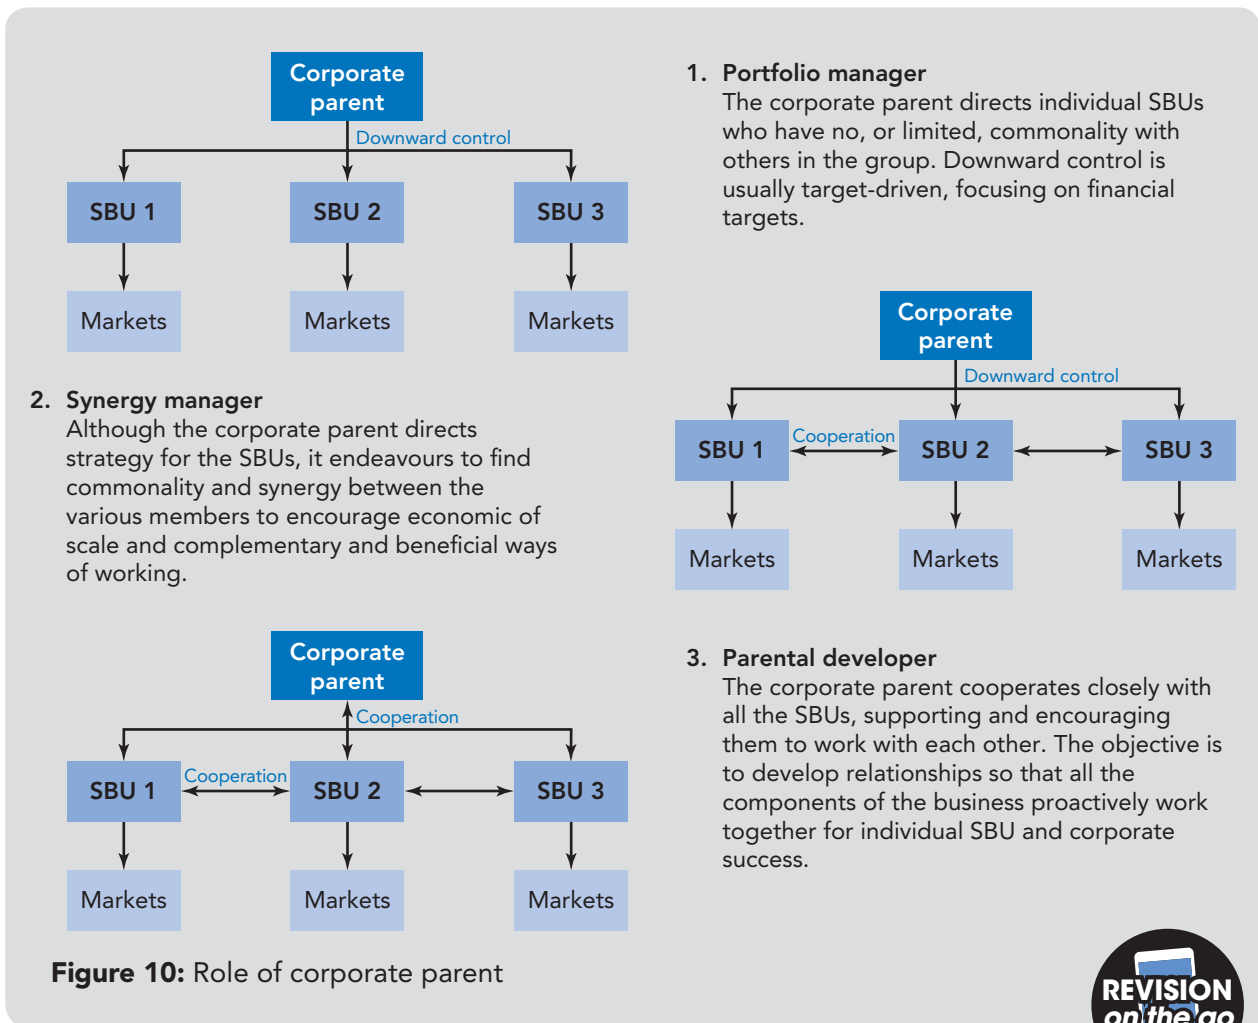 Corporate
parent
Downward control
SBU 1
SBU 2
SBU 3
Markets
Markets
Markets
1. Portfolio manager
The corporate parent directs individual SBUs
who have no, or limited, commonality with
others in the group. Downward control is
usually target-driven, focusing on financial
targets.
2. Synergy manager
Although the corporate parent directs
strategy for the SBUs, it endeavours to find
commonality and synergy between the
various members to encourage economic of
scale and complementary and beneficial ways
of working.
Corporate
parent
Downward control
SBU 1
Cooperation
SBU 2
SBU 3
Markets
Markets
Markets
Corporate
parent
Cooperation
SBU 1
Cooperation
SBU 2
SBU 3
Markets
Markets
Markets
3. Parental developer
The corporate parent cooperates closely with
all the SBUs, supporting and encouraging
them to work with each other. The objective is
to develop relationships so that all the
components of the business proactively work
together for individual SBU and corporate
success.
Figure 10: Role of corporate parent
REVISION
on the go